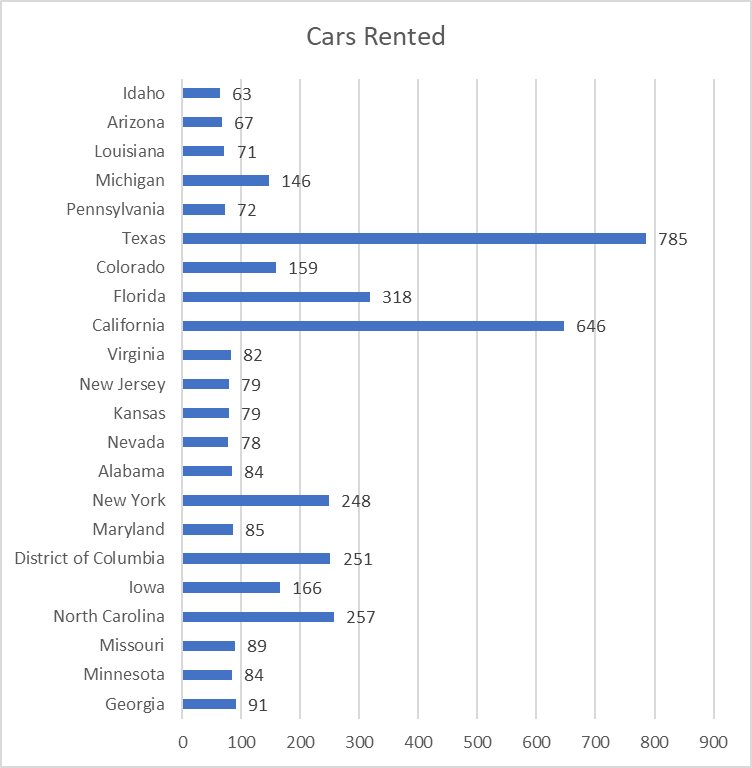 Cars Rented
Idaho 63
Arizona 67
Louisiana 71
Michigan 146
Pennsylvania 72
Texas 785
Colorado 159
Florida 318
California 646
Virginia 82
New Jersey 79
Kansas 79
Nevada 78
Alabama 84
New York 248
Maryland 85
District of Columbia 251
Iowa 166
North Carolina 257
Missouri 89
Minnesota 84
Georgia 91
0 100 200 300 400 500 600 700 800 900